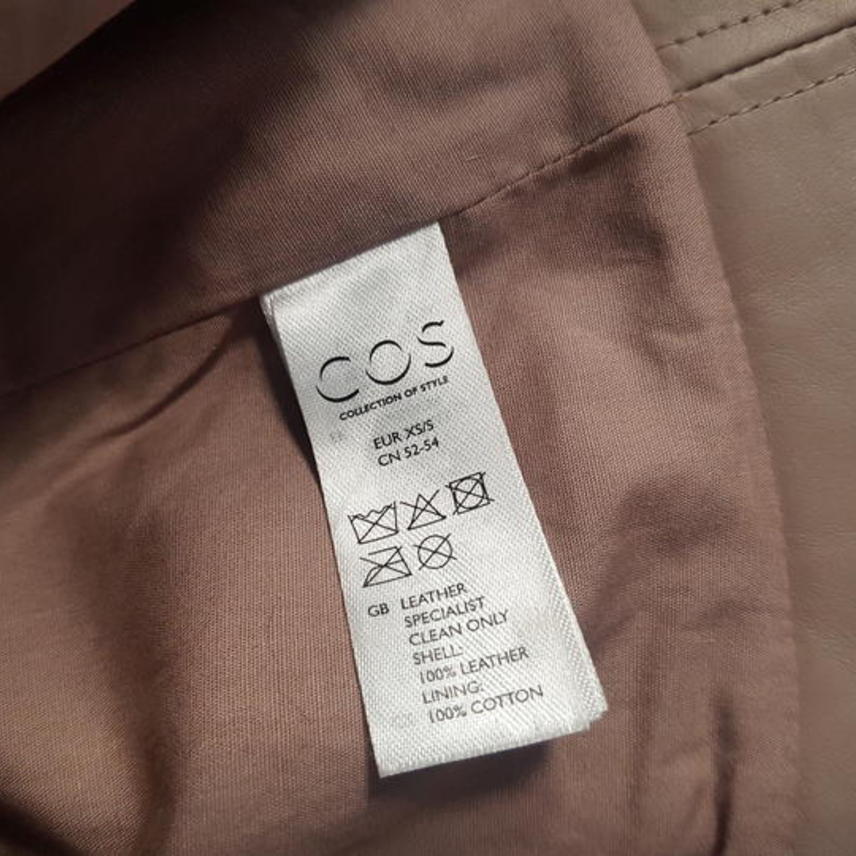 COS
COLLECTION OF STYLE
EUR XS/S
CN 52-54
GB LEATHER
SPECIALIST
CLEAN ONLY
SHELL:
100% LEATHER
LINING:
100% COTTON